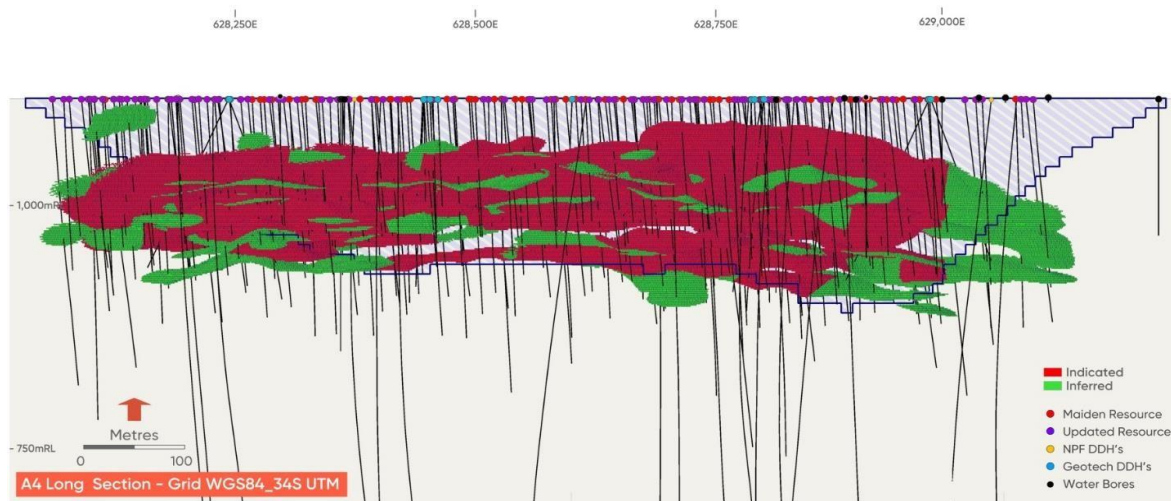 628,250E 628,500E 628,750E 629,000E
- 1,000mRL
Indicated
Inferred
Maiden Resource
Updated Resource
NPF DDH's
Geotech DDH's
Water Bores
- 750mRL
Metres
0 100
A4 Long Section - Grid WGS84_34S UTM